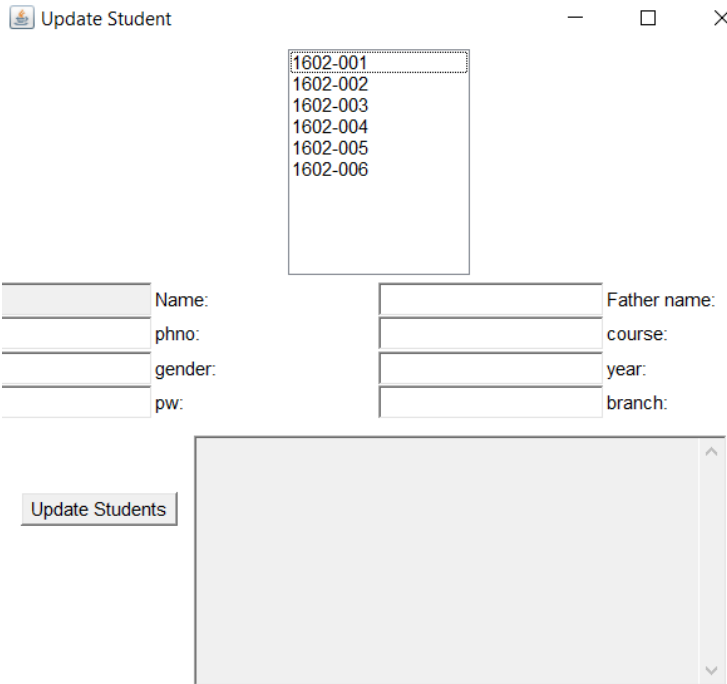 Update Student
1602-001
1602-002
1602-003
1602-004
1602-005
1602-006
Name: Father name:
phno: course:
gender: year:
pw: branch:
Update Students